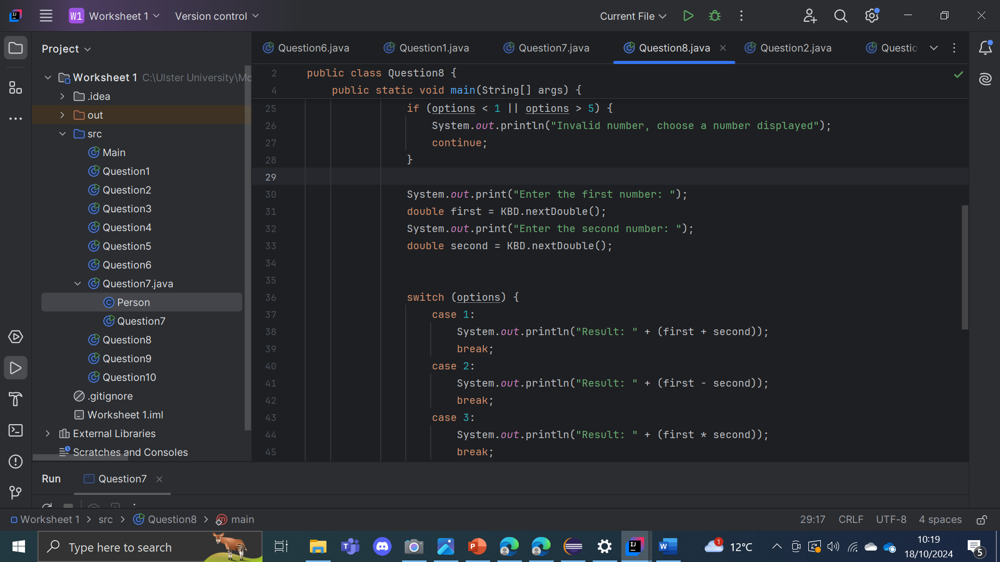 W1 Worksheet 1 Version control Current File
Project
Question6.java Question1.java Question7.java Question8.java Question2.java Questio
Worksheet 1 C:\Ulster University\Mo
.idea
out
src
Main
Question1
Question2
Question3
Question4
Question5
Question6
Question7.java
Person
Question7
Question8
Question9
Question10
.gitignore
Worksheet 1.iml
External Libraries
Scratches and Consoles
2 public class Question8 {
4 public static void main(String[] args) {
25 if (options < 1 || options > 5) {
26 System.out.println("Invalid number, choose a number displayed");
27 continue;
28 }
29
30 System.out.print("Enter the first number: ");
31 double first = KBD.nextDouble();
32 System.out.print("Enter the second number: ");
33 double second = KBD.nextDouble();
34
35
36 switch (options) {
37 case 1:
38 System.out.println("Result: " + (first + second));
39 break;
40 case 2:
41 System.out.println("Result: " + (first - second));
42 break;
43 case 3:
44 System.out.println("Result: " + (first * second));
45 break;
Run Question7
Worksheet 1 > src > Question8 > main 29:17 CRLF UTF-8 4 spaces
Type here to search 1 12°C 10:19
18/10/2024
5